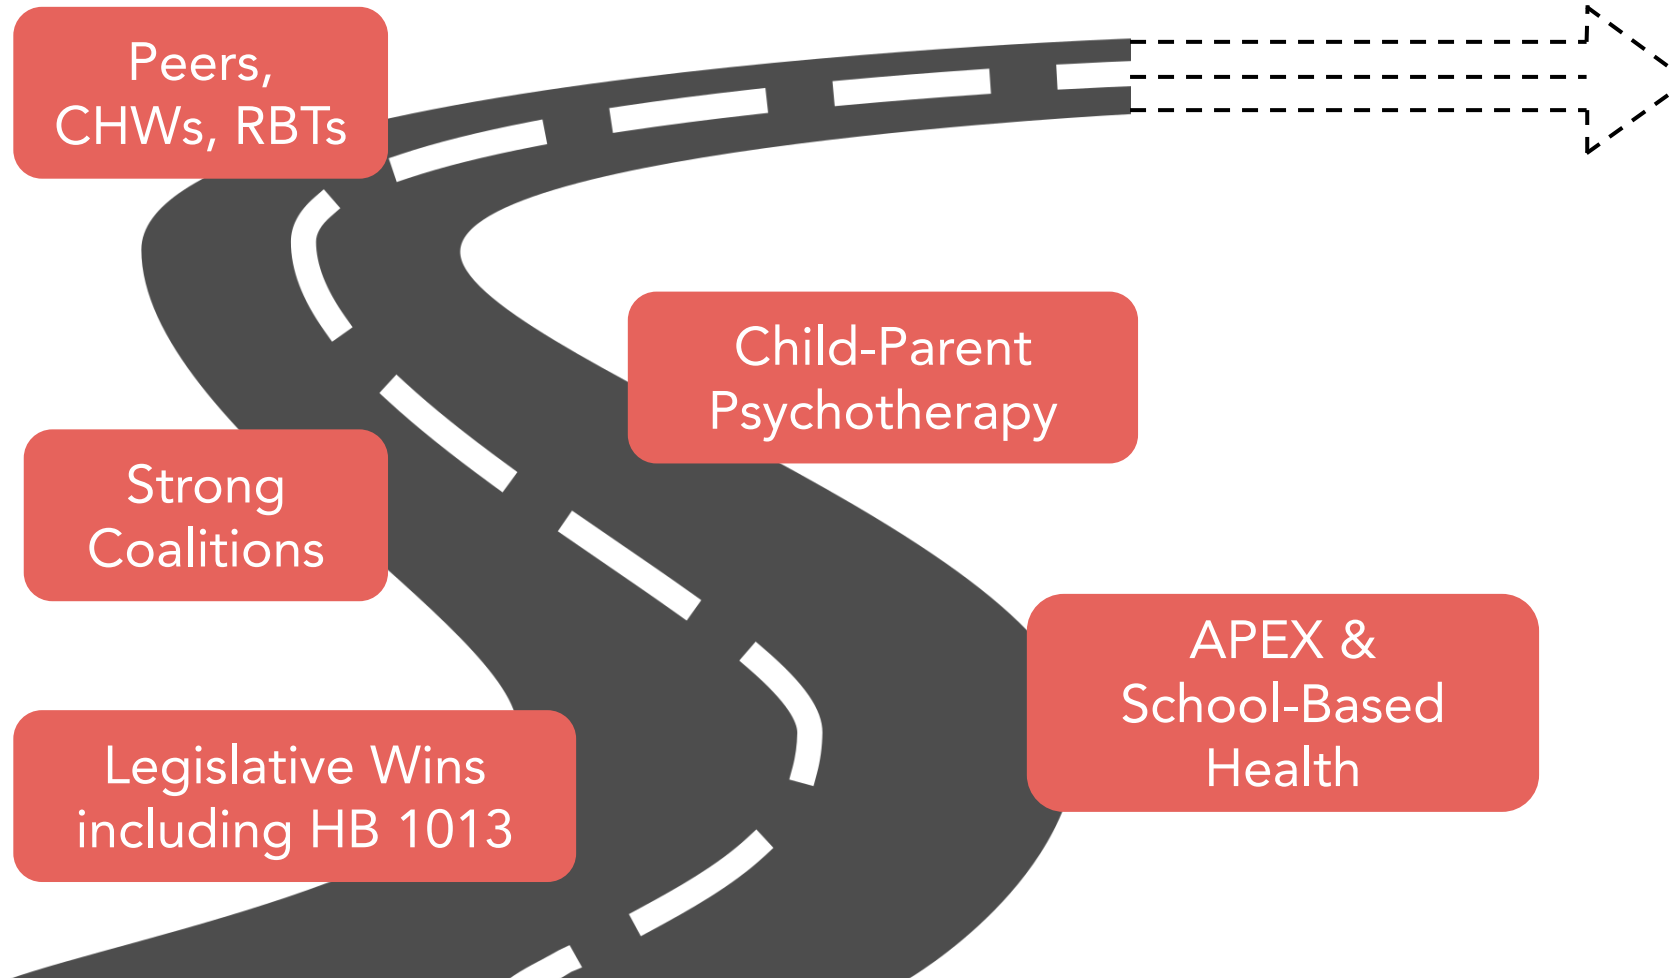 Peers,
CHWs, RBTs
Child-Parent
Psychotherapy
Strong
Coalitions
APEX &
School-Based
Health
Legislative Wins
including HB 1013